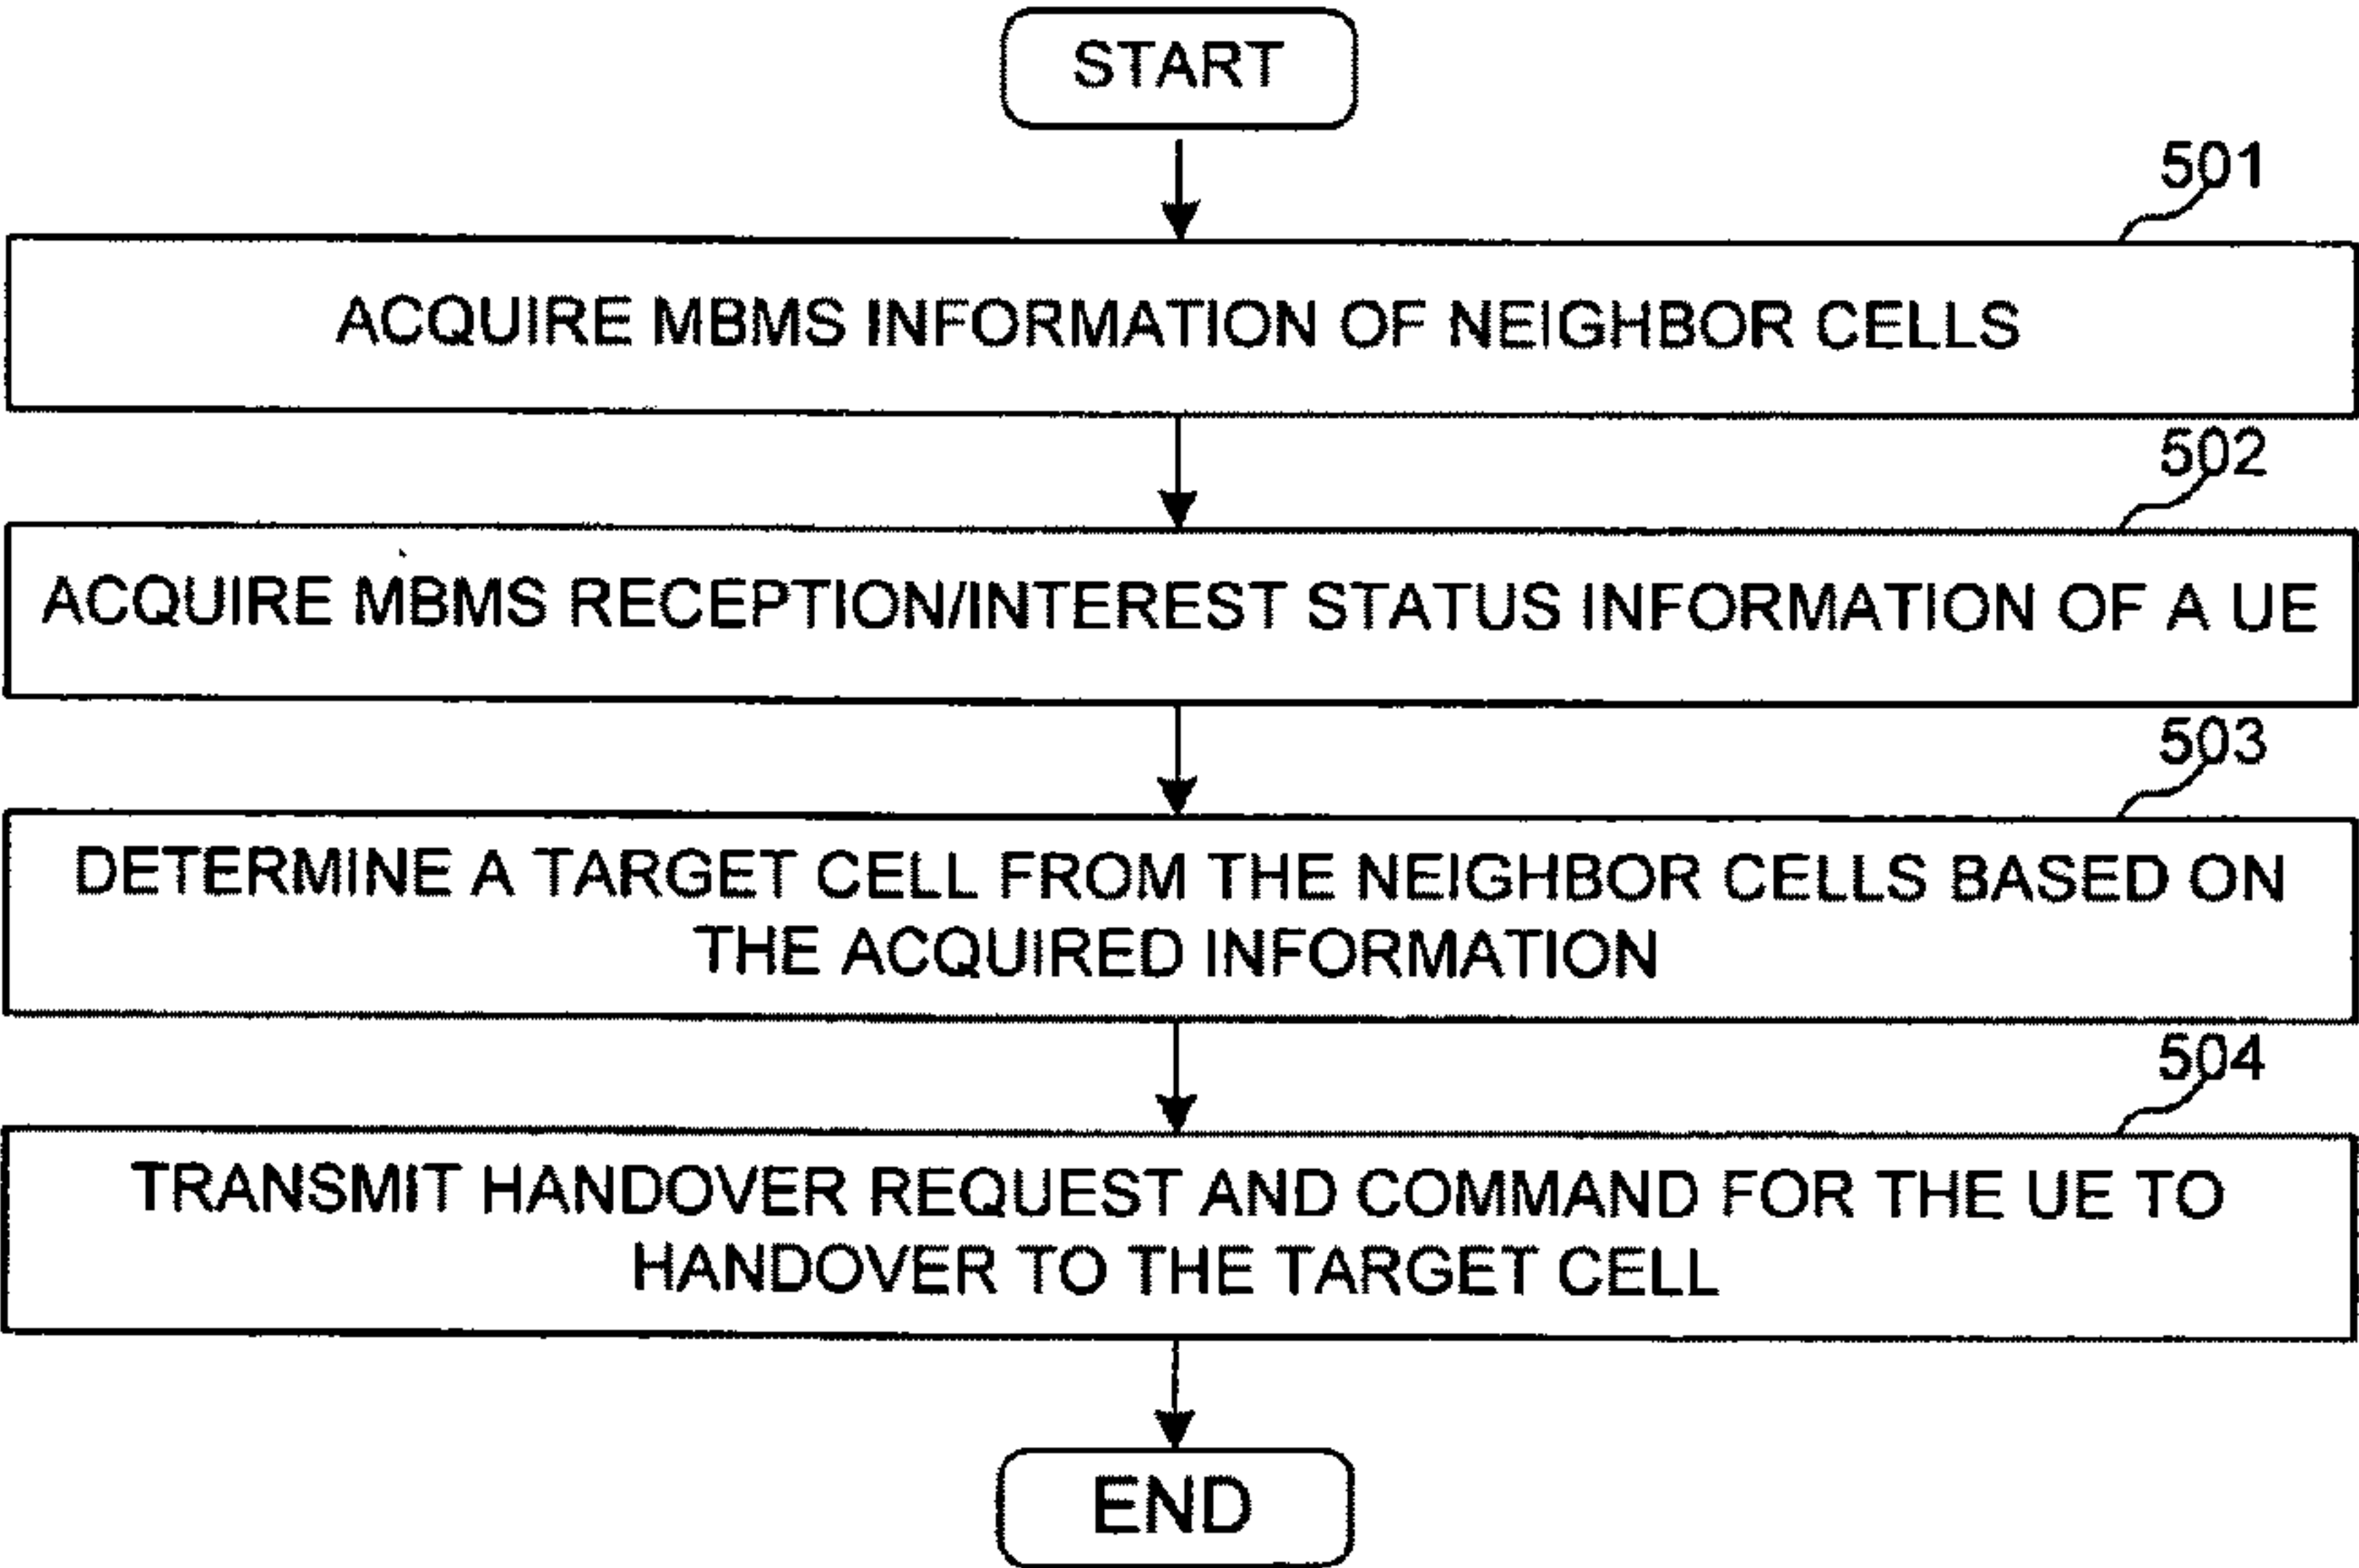 START
501
ACQUIRE MBMS INFORMATION OF NEIGHBOR CELLS
502
ACQUIRE MBMS RECEPTION/INTEREST STATUS INFORMATION OF A UE
503
DETERMINE A TARGET CELL FROM THE NEIGHBOR CELLS BASED ON
THE ACQUIRED INFORMATION
504
TRANSMIT HANDOVER REQUEST AND COMMAND FOR THE UE TO
HANDOVER TO THE TARGET CELL
END